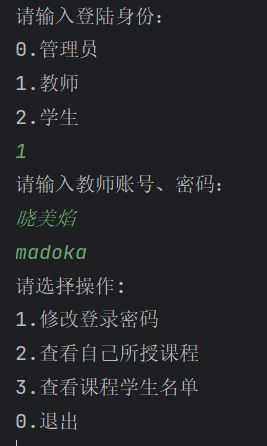 请输入登陆身份：
0.管理员
1.教师
2.学生
1
请输入教师账号、密码：
晓美焰
madoka
请选择操作：
1.修改登录密码
2.查看自己所授课程
3.查看课程学生名单
0.退出